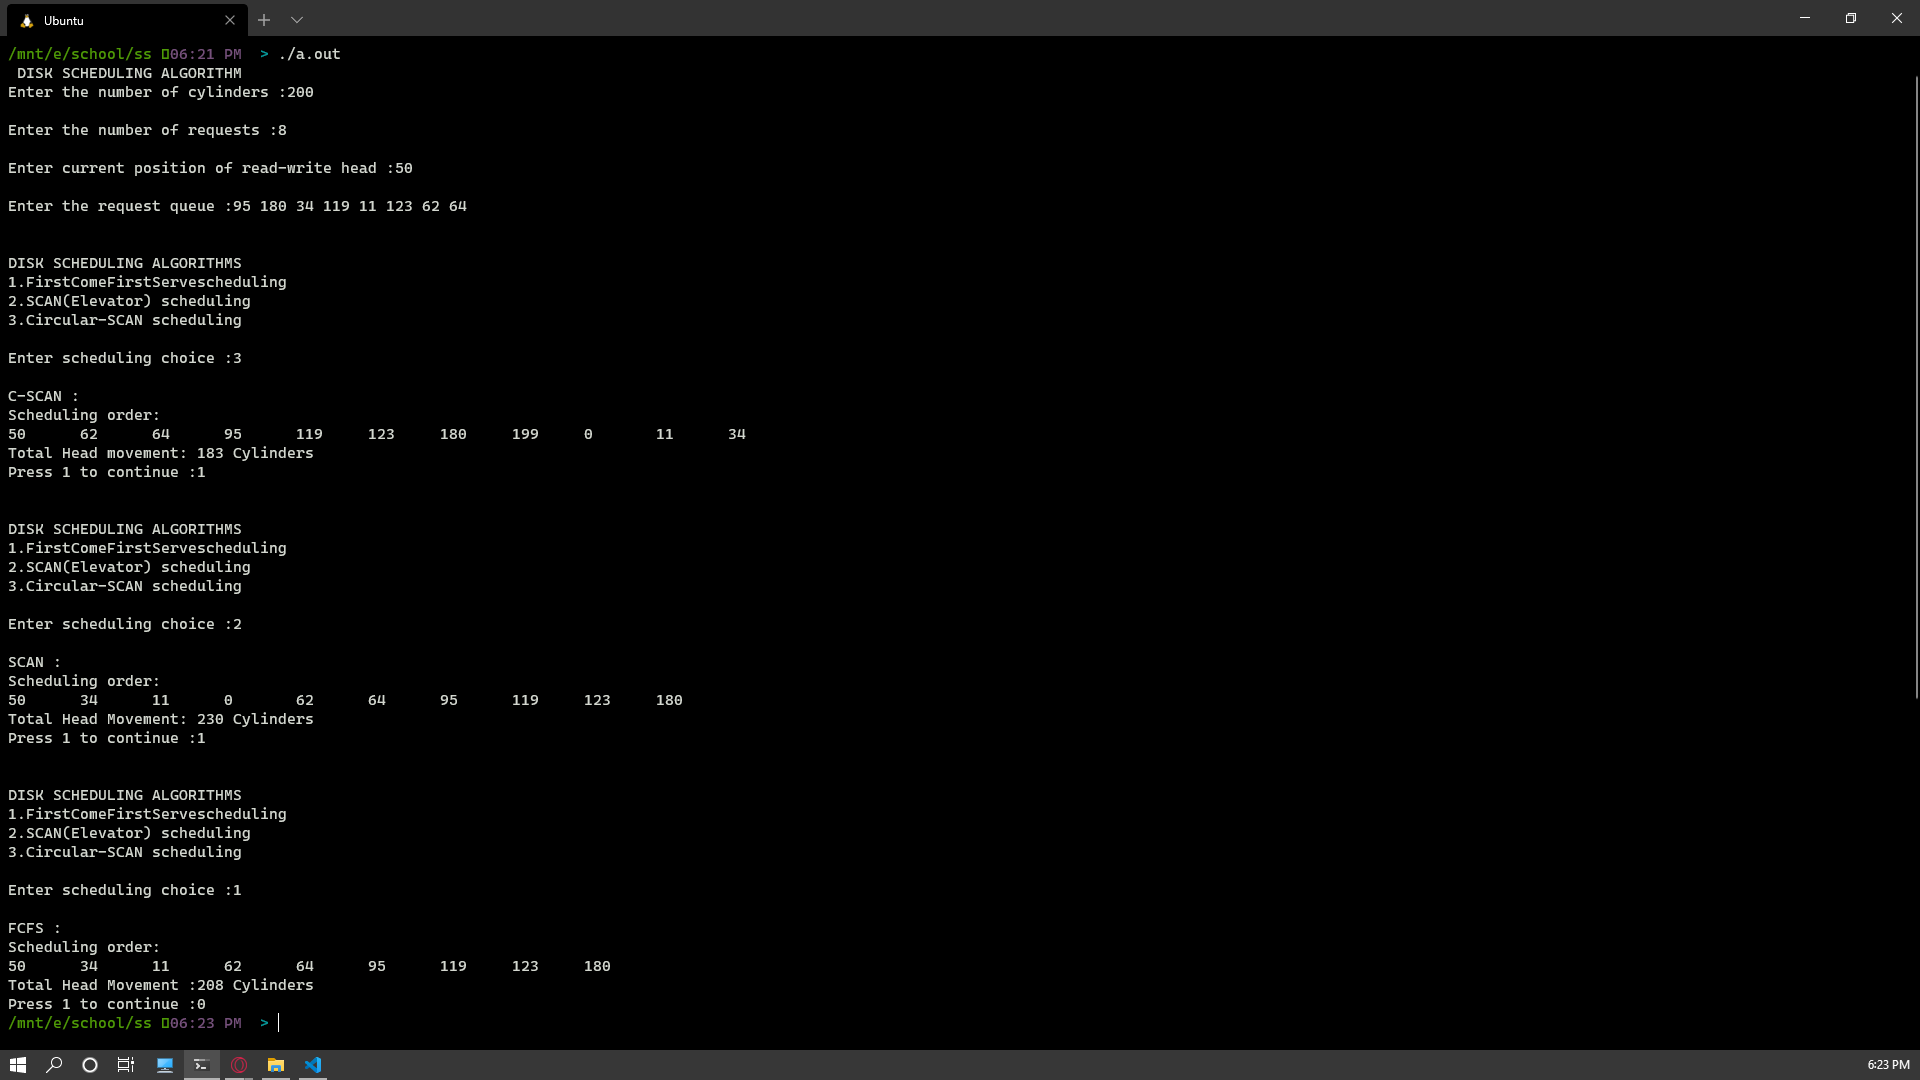 Ubuntu
/mnt/e/school/ss 06:21 PM > ./a.out
DISK SCHEDULING ALGORITHM
Enter the number of cylinders :200
Enter the number of requests :8
Enter current position of read-write head :50
Enter the request queue :95 180 34 119 11 123 62 64
DISK SCHEDULING ALGORITHMS
1.FirstComeFirstServescheduling
2.SCAN(Elevator) scheduling
3.Circular-SCAN scheduling
Enter scheduling choice :3
C-SCAN :
Scheduling order:
50 62 64 95 119 123 180 199 0 11 34
Total Head movement: 183 Cylinders
Press 1 to continue :1
DISK SCHEDULING ALGORITHMS
1.FirstComeFirstServescheduling
2.SCAN(Elevator) scheduling
3.Circular-SCAN scheduling
Enter scheduling choice :2
SCAN :
Scheduling order:
50 34 11 0 62 64 95 119 123 180
Total Head Movement: 230 Cylinders
Press 1 to continue :1
DISK SCHEDULING ALGORITHMS
1.FirstComeFirstServescheduling
2.SCAN(Elevator) scheduling
3.Circular-SCAN scheduling
Enter scheduling choice :1
FCFS :
Scheduling order:
50 34 11 62 64 95 119 123 180
Total Head Movement :208 Cylinders
Press 1 to continue :0
/mnt/e/school/ss 06:23 PM >
6:23 PM